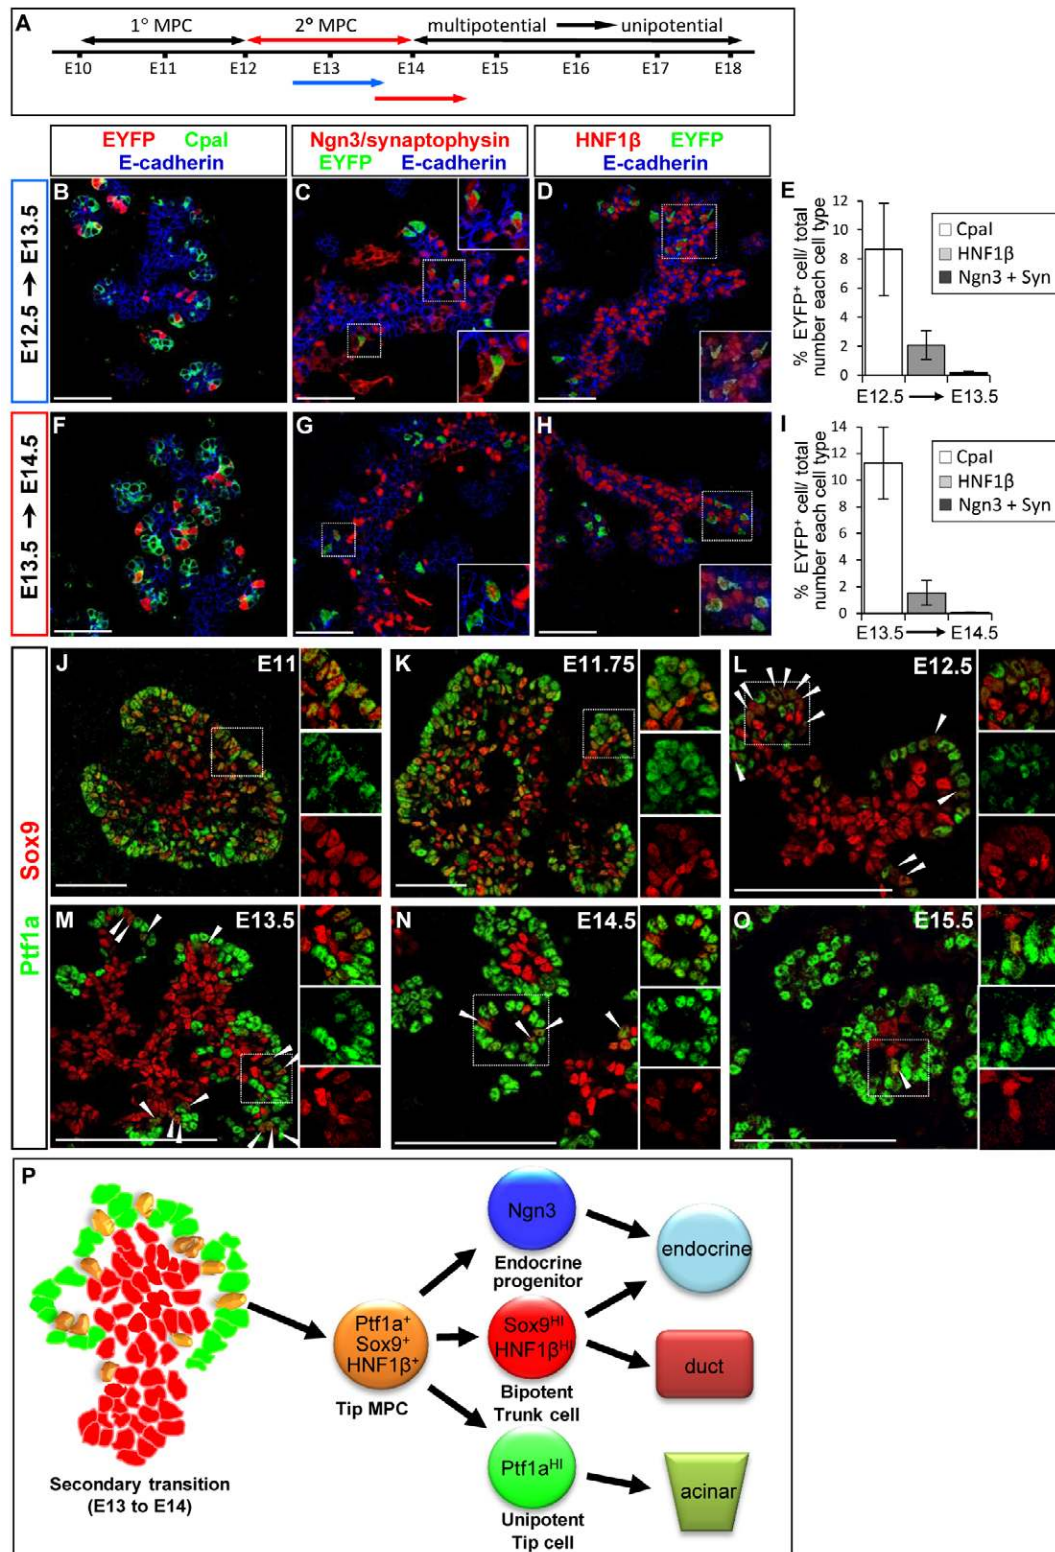 A
1° MPC 2° MPC multipotential unipotential
E10 E11 E12 E13 E14 E15 E16 E17 E18
EYFP CpaI
E-cadherin
Ngn3/synaptophysin
EYFP E-cadherin
HNF1β EYFP
E-cadherin
E12.5 → E13.5
B
C
D
E
% EYFP⁺ cell/ total
number each cell type
12
10
8
6
4
2
0
CpaI
HNF1β
Ngn3 + Syn
E12.5 → E13.5
E13.5 → E14.5
F
G
H
I
% EYFP⁺ cell/ total
number each cell type
14
12
10
8
6
4
2
0
CpaI
HNF1β
Ngn3 + Syn
E13.5 → E14.5
Ptf1a Sox9
J E11
K E11.75
L E12.5
M E13.5
N E14.5
O E15.5
P
Secondary transition
(E13 to E14)
Ptf1a⁺
Sox9⁺
HNF1β⁺
Tip MPC
Ngn3
Endocrine
progenitor
Sox9ᴴᴵ
HNF1βᴴᴵ
Bipotent
Trunk cell
Ptf1aᴴᴵ
Unipotent
Tip cell
endocrine
duct
acinar